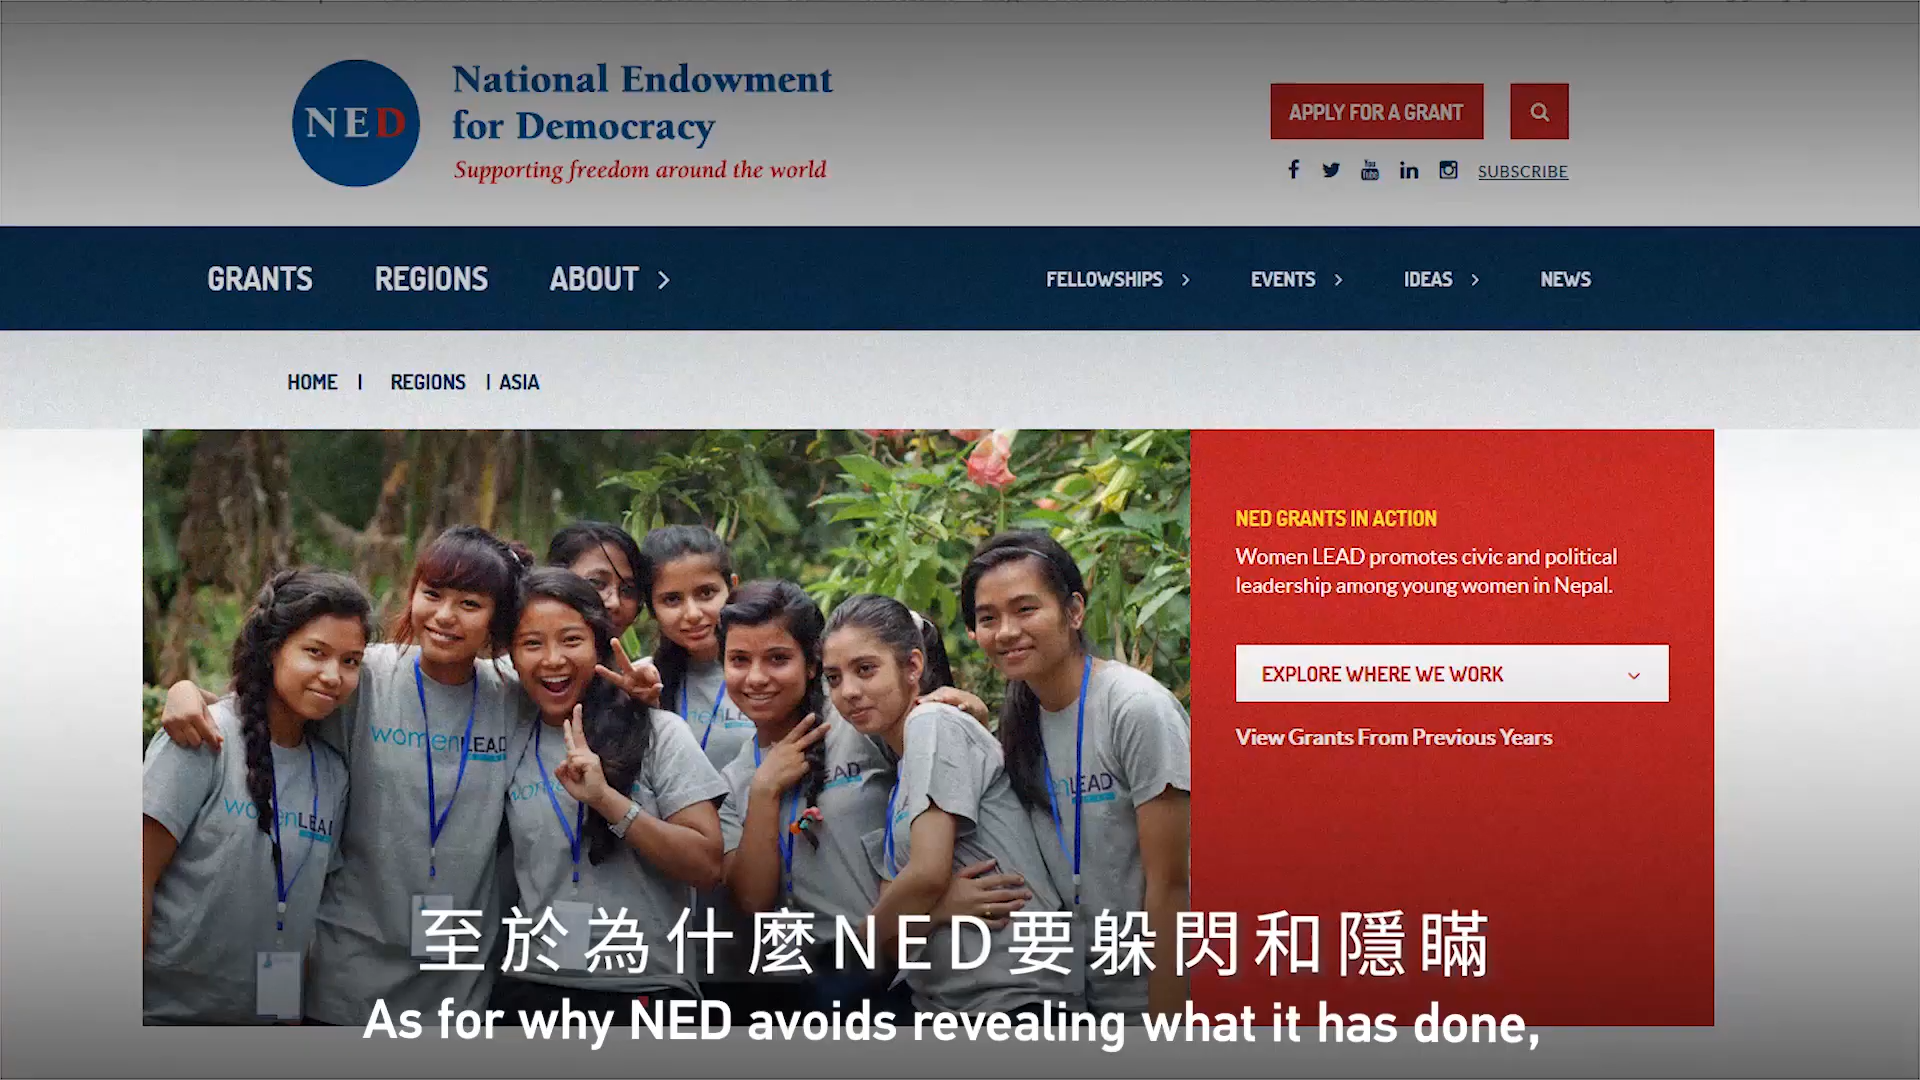 NED
National Endowment
for Democracy
Supporting freedom around the world
APPLY FOR A GRANT
SUBSCRIBE
GRANTS REGIONS ABOUT
FELLOWSHIPS EVENTS IDEAS NEWS
HOME | REGIONS | ASIA
NED GRANTS IN ACTION
Women LEAD promotes civic and political
leadership among young women in Nepal.
EXPLORE WHERE WE WORK
View Grants From Previous Years
womenLEAD
至於為什麼NED要躲閃和隱瞞
As for why NED avoids revealing what it has done,